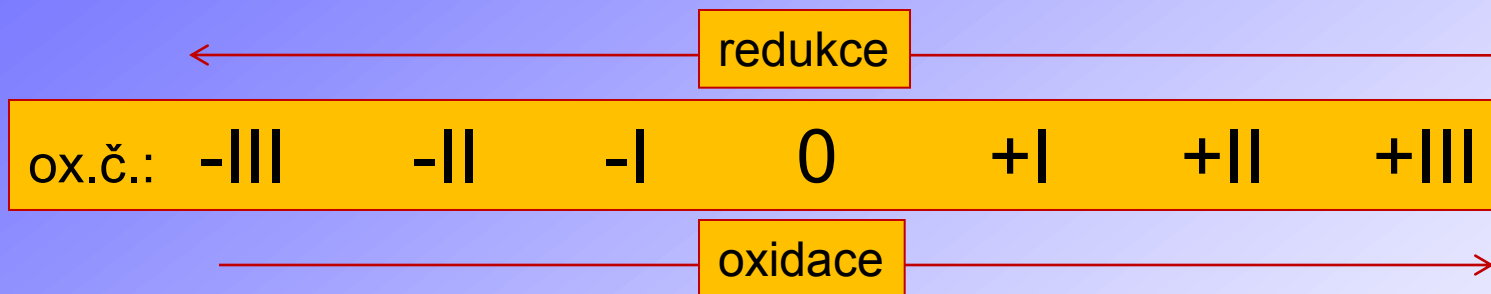 redukce
ox.č.: -III -II -I 0 +I +II +III
oxidace